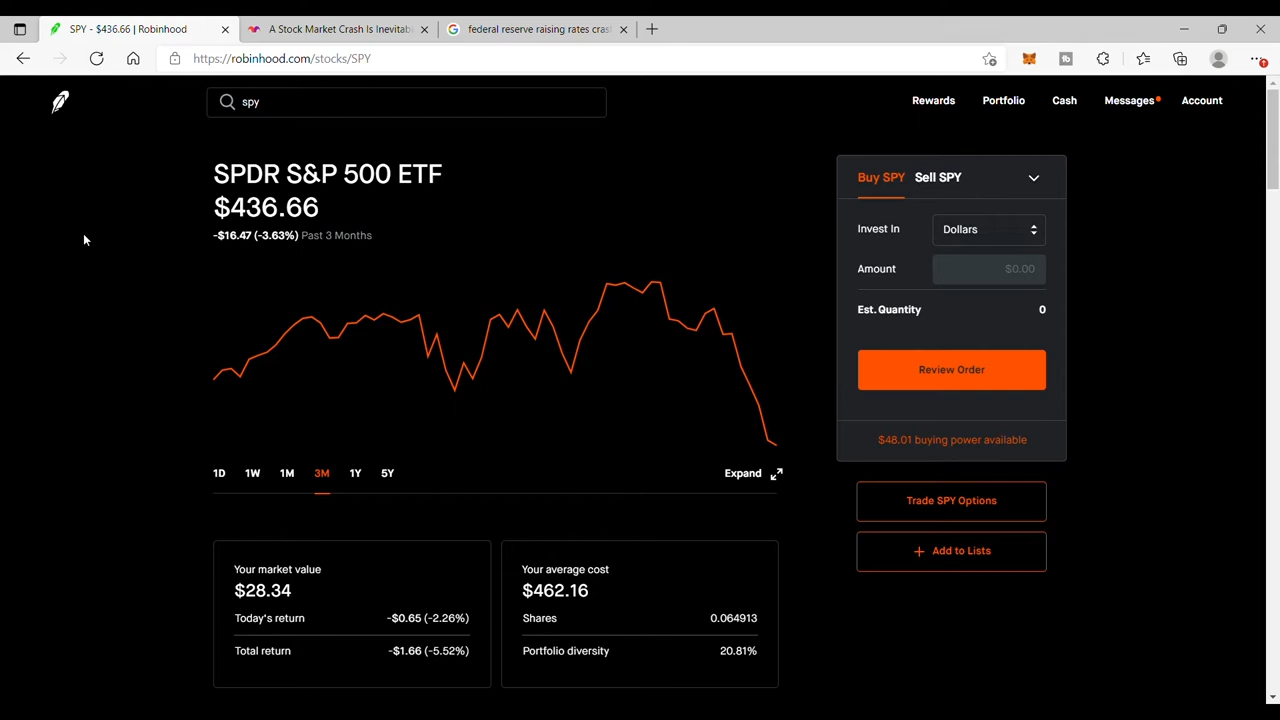 SPY - $436.66 | Robinhood
A Stock Market Crash Is Inevitabl
federal reserve raising rates cras
https://robinhood.com/stocks/SPY
spy
Rewards
Portfolio
Cash
Messages
Account
SPDR S&P 500 ETF
$436.66
-$16.47 (-3.63%) Past 3 Months
1D
1W
1M
3M
1Y
5Y
Expand
Buy SPY
Sell SPY
Invest In
Dollars
Amount
$0.00
Est. Quantity
0
Review Order
$48.01 buying power available
Trade SPY Options
+ Add to Lists
Your market value
$28.34
Today's return
-$0.65 (-2.26%)
Total return
-$1.66 (-5.52%)
Your average cost
$462.16
Shares
0.064913
Portfolio diversity
20.81%